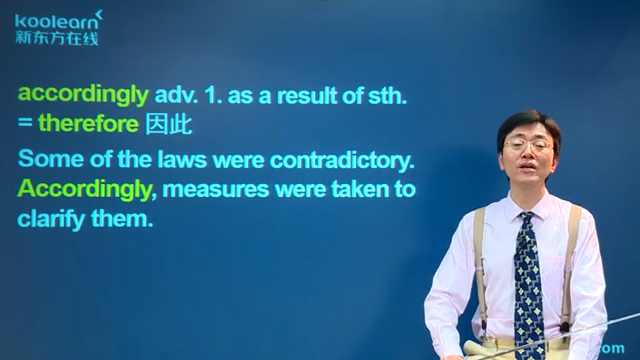 koolearn
新东方在线
accordingly adv. 1. as a result of sth.
= therefore 因此
Some of the laws were contradictory.
Accordingly, measures were taken to
clarify them.
om